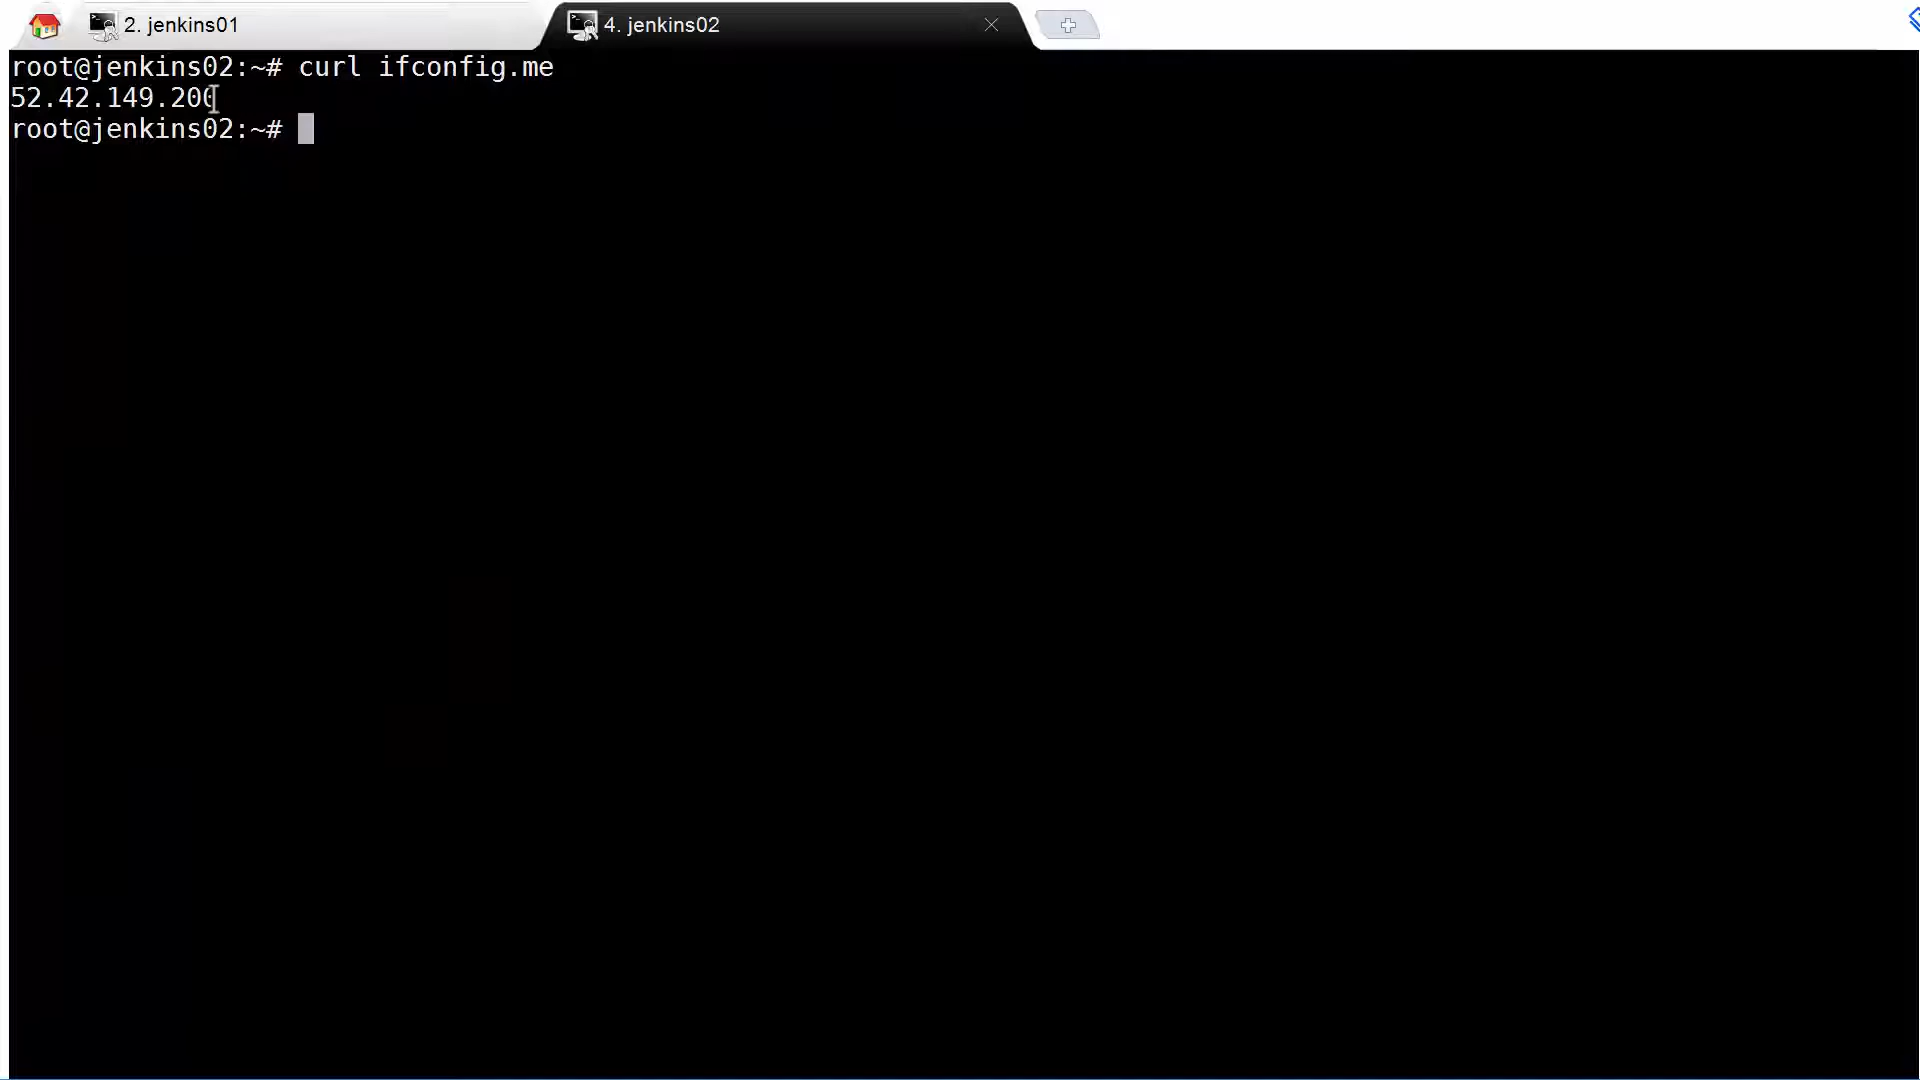 2. jenkins01
4. jenkins02
root@jenkins02:~# curl ifconfig.me
52.42.149.200
root@jenkins02:~#